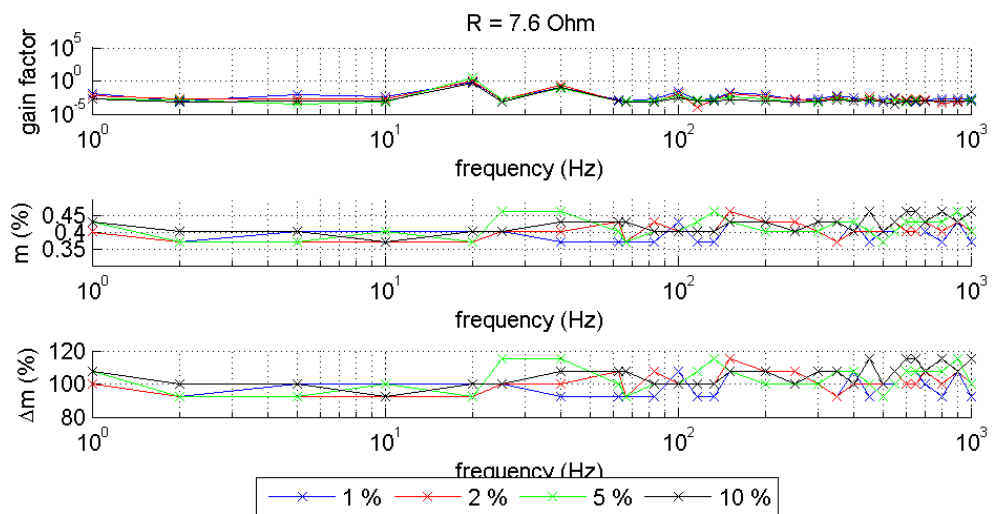 R = 7.6 Ohm
gain factor
10^5
10^0
10^-5
10^0 10^1 10^2 10^3
frequency (Hz)
m (%)
0.45
0.4
0.35
10^0 10^1 10^2 10^3
frequency (Hz)
Δm (%)
120
100
80
10^0 10^1 10^2 10^3
frequency (Hz)
1 % 2 % 5 % 10 %